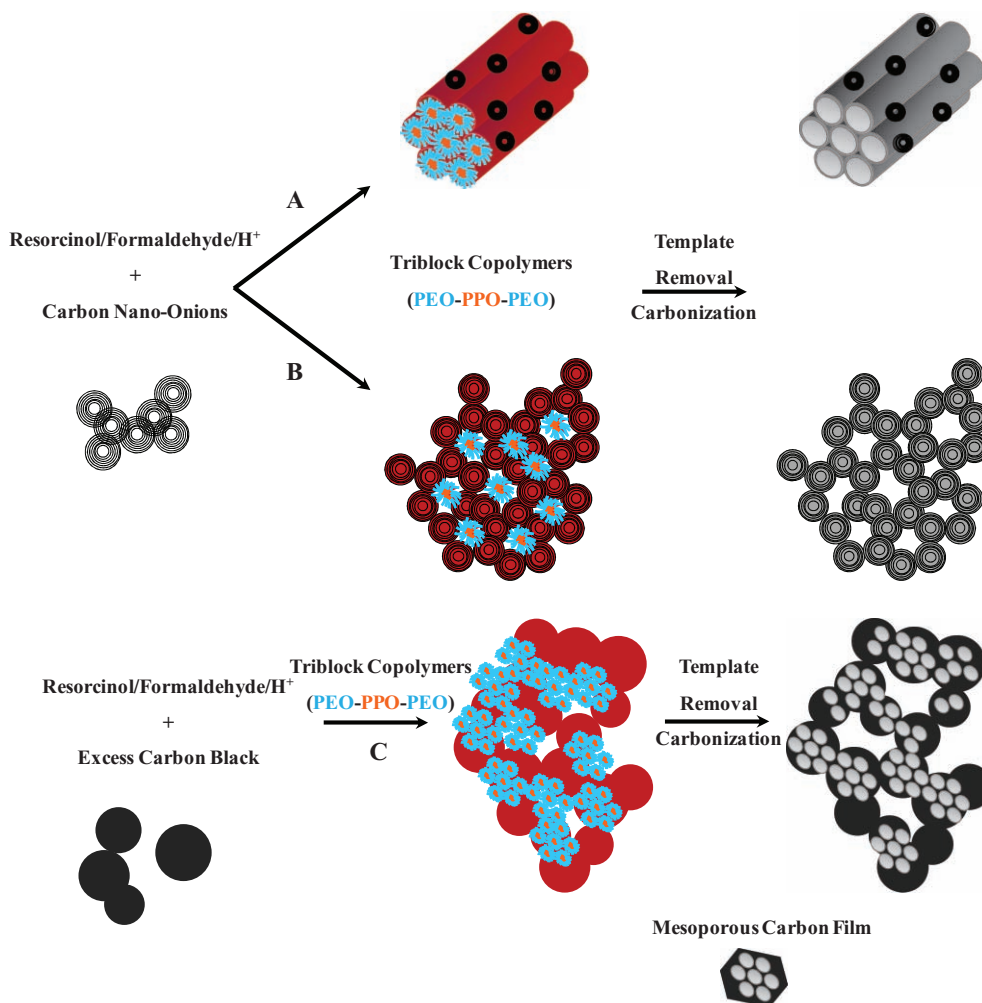 A
Resorcinol/Formaldehyde/H⁺
+
Carbon Nano-Onions
Triblock Copolymers
(PEO-PPO-PEO)
Template
Removal
Carbonization
B
Resorcinol/Formaldehyde/H⁺
+
Excess Carbon Black
Triblock Copolymers
(PEO-PPO-PEO)
C
Template
Removal
Carbonization
Mesoporous Carbon Film